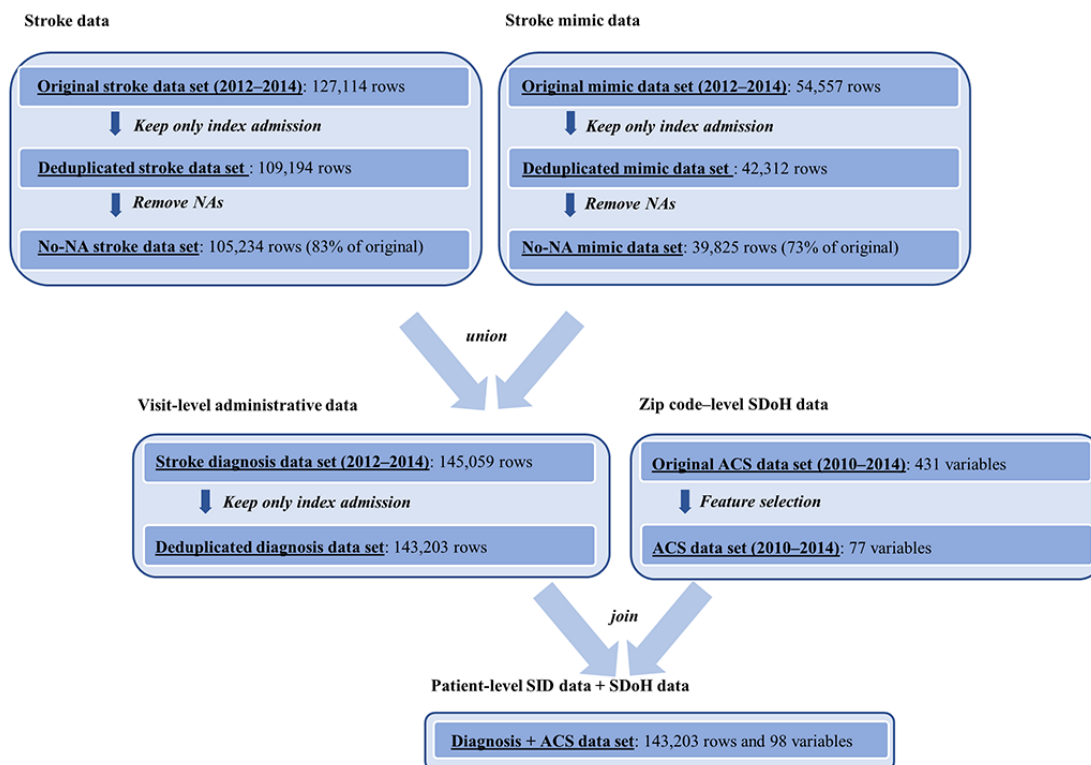 Stroke data
Original stroke data set (2012–2014): 127,114 rows
Keep only index admission
Deduplicated stroke data set : 109,194 rows
Remove NAs
No-NA stroke data set: 105,234 rows (83% of original)
Stroke mimic data
Original mimic data set (2012–2014): 54,557 rows
Keep only index admission
Deduplicated mimic data set : 42,312 rows
Remove NAs
No-NA mimic data set: 39,825 rows (73% of original)
union
Visit-level administrative data
Stroke diagnosis data set (2012–2014): 145,059 rows
Keep only index admission
Deduplicated diagnosis data set: 143,203 rows
Zip code–level SDoH data
Original ACS data set (2010–2014): 431 variables
Feature selection
ACS data set (2010–2014): 77 variables
join
Patient-level SID data + SDoH data
Diagnosis + ACS data set: 143,203 rows and 98 variables